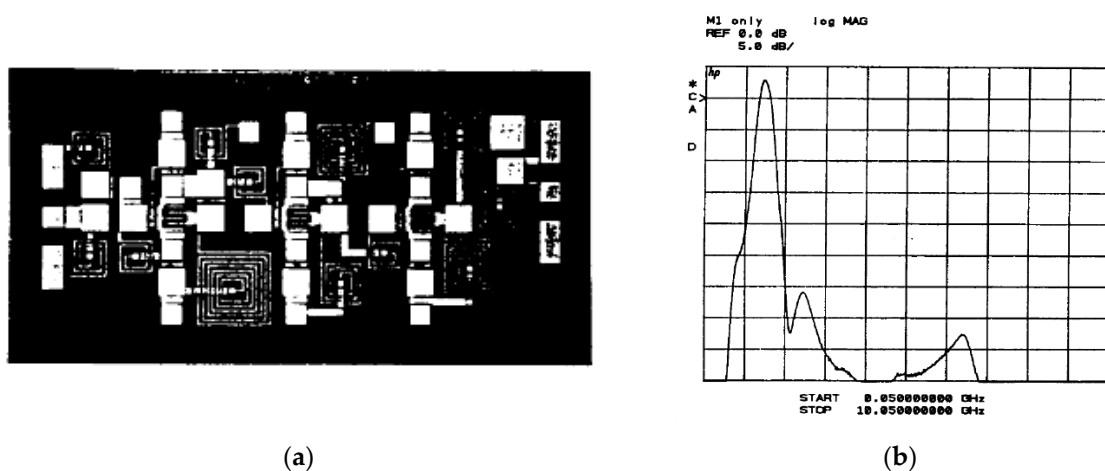 M1 only log MAG
REF 0.0 dB
5.0 dB/
hp
*
C
A
D
START 0.050000000 GHz
STOP 10.050000000 GHz
(a) (b)